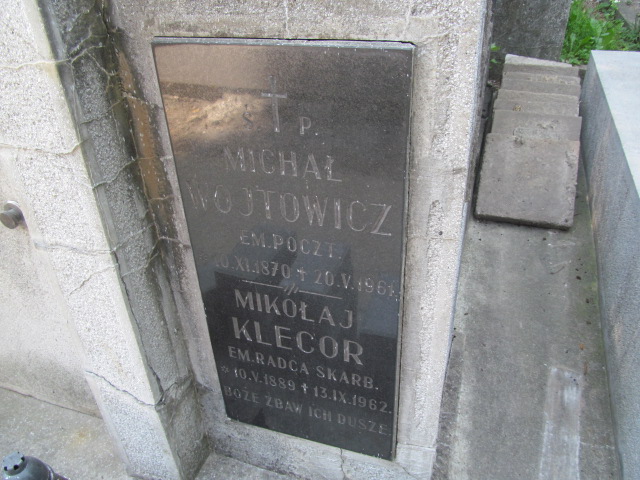 Ś. P.
MICHAŁ
WOJTOWICZ
EM. POCZT.
*10.XI.1870 + 20.V.1961.
MIKOŁAJ
KLECOR
EM. RADCA SKARB.
*10.V.1889 + 13.IX.1962.
BOŻE ZBAW ICH DUSZE